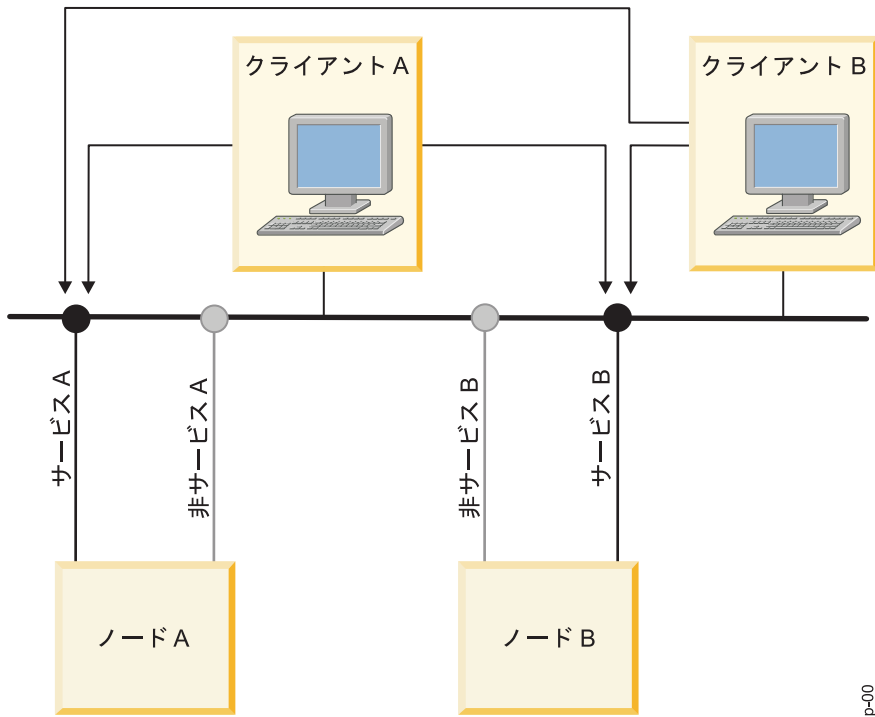 クライアント A
クライアント B
サービス A
非サービス A
非サービス B
サービス B
ノード A
ノード B
p-00